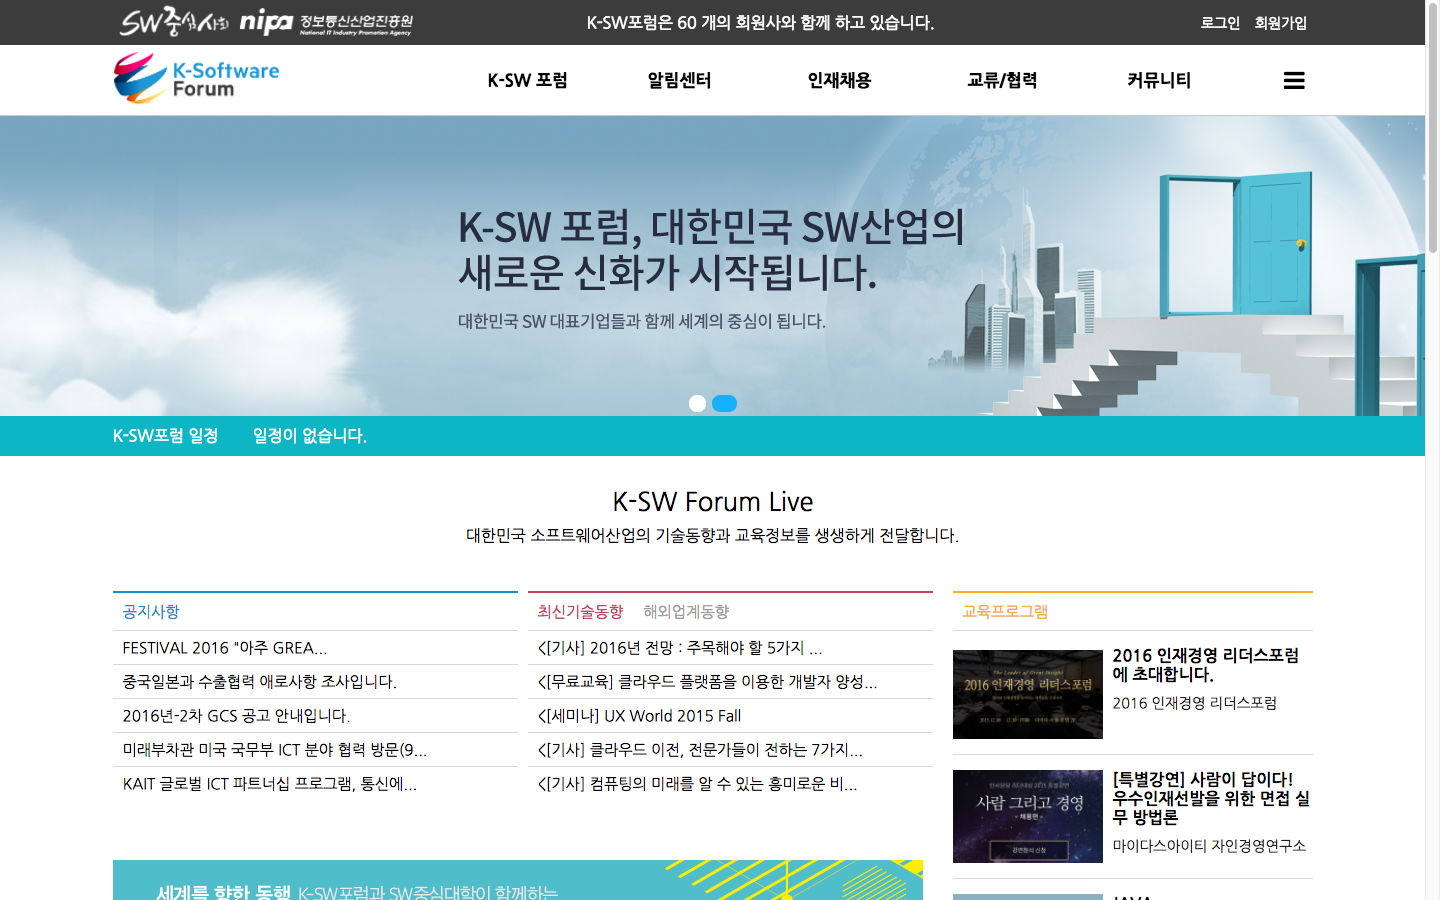 SW중심사회 nipa 정보통신산업진흥원
National IT Industry Promotion Agency
K-SW포럼은 60 개의 회원사와 함께 하고 있습니다.
로그인 회원가입
K-Software
Forum
K-SW 포럼 알림센터 인재채용 교류/협력 커뮤니티
K-SW 포럼, 대한민국 SW산업의
새로운 신화가 시작됩니다.
대한민국 SW 대표기업들과 함께 세계의 중심이 됩니다.
K-SW포럼 일정 일정이 없습니다.
K-SW Forum Live
대한민국 소프트웨어산업의 기술동향과 교육정보를 생생하게 전달합니다.
공지사항
FESTIVAL 2016 "아주 GREA...
중국일본과 수출협력 애로사항 조사입니다.
2016년-2차 GCS 공고 안내입니다.
미래부차관 미국 국무부 ICT 분야 협력 방문(9...
KAIT 글로벌 ICT 파트너십 프로그램, 통신에...
최신기술동향 해외업계동향
<[기사] 2016년 전망 : 주목해야 할 5가지 ...
<[무료교육] 클라우드 플랫폼을 이용한 개발자 양성...
<[세미나] UX World 2015 Fall
<[기사] 클라우드 이전, 전문가들이 전하는 7가지...
<[기사] 컴퓨팅의 미래를 알 수 있는 흥미로운 비...
교육프로그램
The Leader of Great Insight
2016 인재경영 리더스포럼
2016 인재경영 리더스포럼
에 초대합니다.
2016 인재경영 리더스포럼
사람 그리고 경영
- 채용편 -
강연참석 신청
[특별강연] 사람이 답이다!
우수인재선발을 위한 면접 실
무 방법론
마이다스아이티 자인경영연구소
세계를 향한 동행 K-SW포럼과 SW중심대학이 함께하는
JAVA